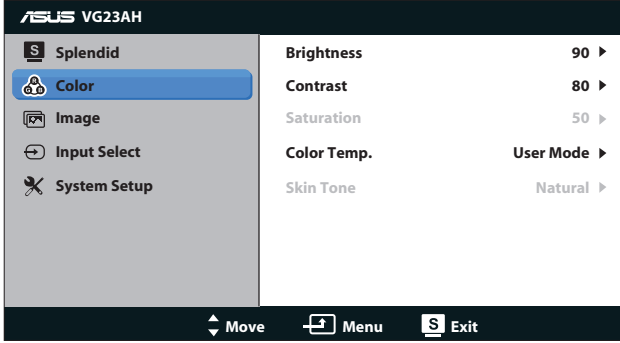 ASUS VG23AH
S Splendid
Color
Image
Input Select
System Setup
Brightness 90
Contrast 80
Saturation 50
Color Temp. User Mode
Skin Tone Natural
Move Menu S Exit